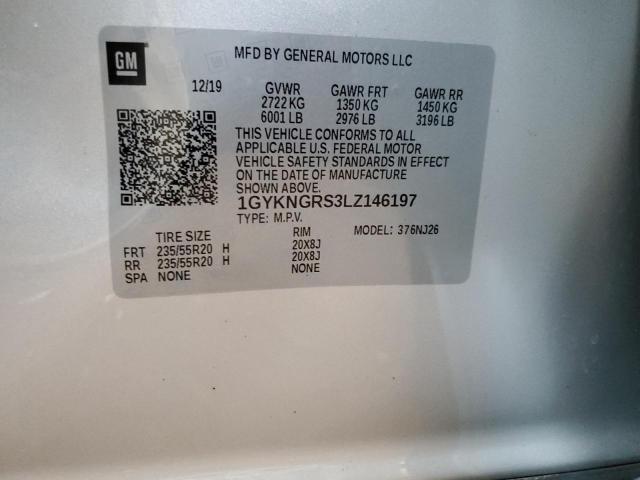 GM
MFD BY GENERAL MOTORS LLC
12/19 GVWR GAWR FRT GAWR RR
2722 KG 1350 KG 1450 KG
6001 LB 2976 LB 3196 LB
THIS VEHICLE CONFORMS TO ALL
APPLICABLE U.S. FEDERAL MOTOR
VEHICLE SAFETY STANDARDS IN EFFECT
ON THE DATE OF MANUFACTURE
SHOWN ABOVE.
1GYKNGRS3LZ146197
TYPE: M.P.V. MODEL: 376NJ26
TIRE SIZE RIM
FRT 235/55R20 H 20X8J
RR 235/55R20 H 20X8J
SPA NONE NONE